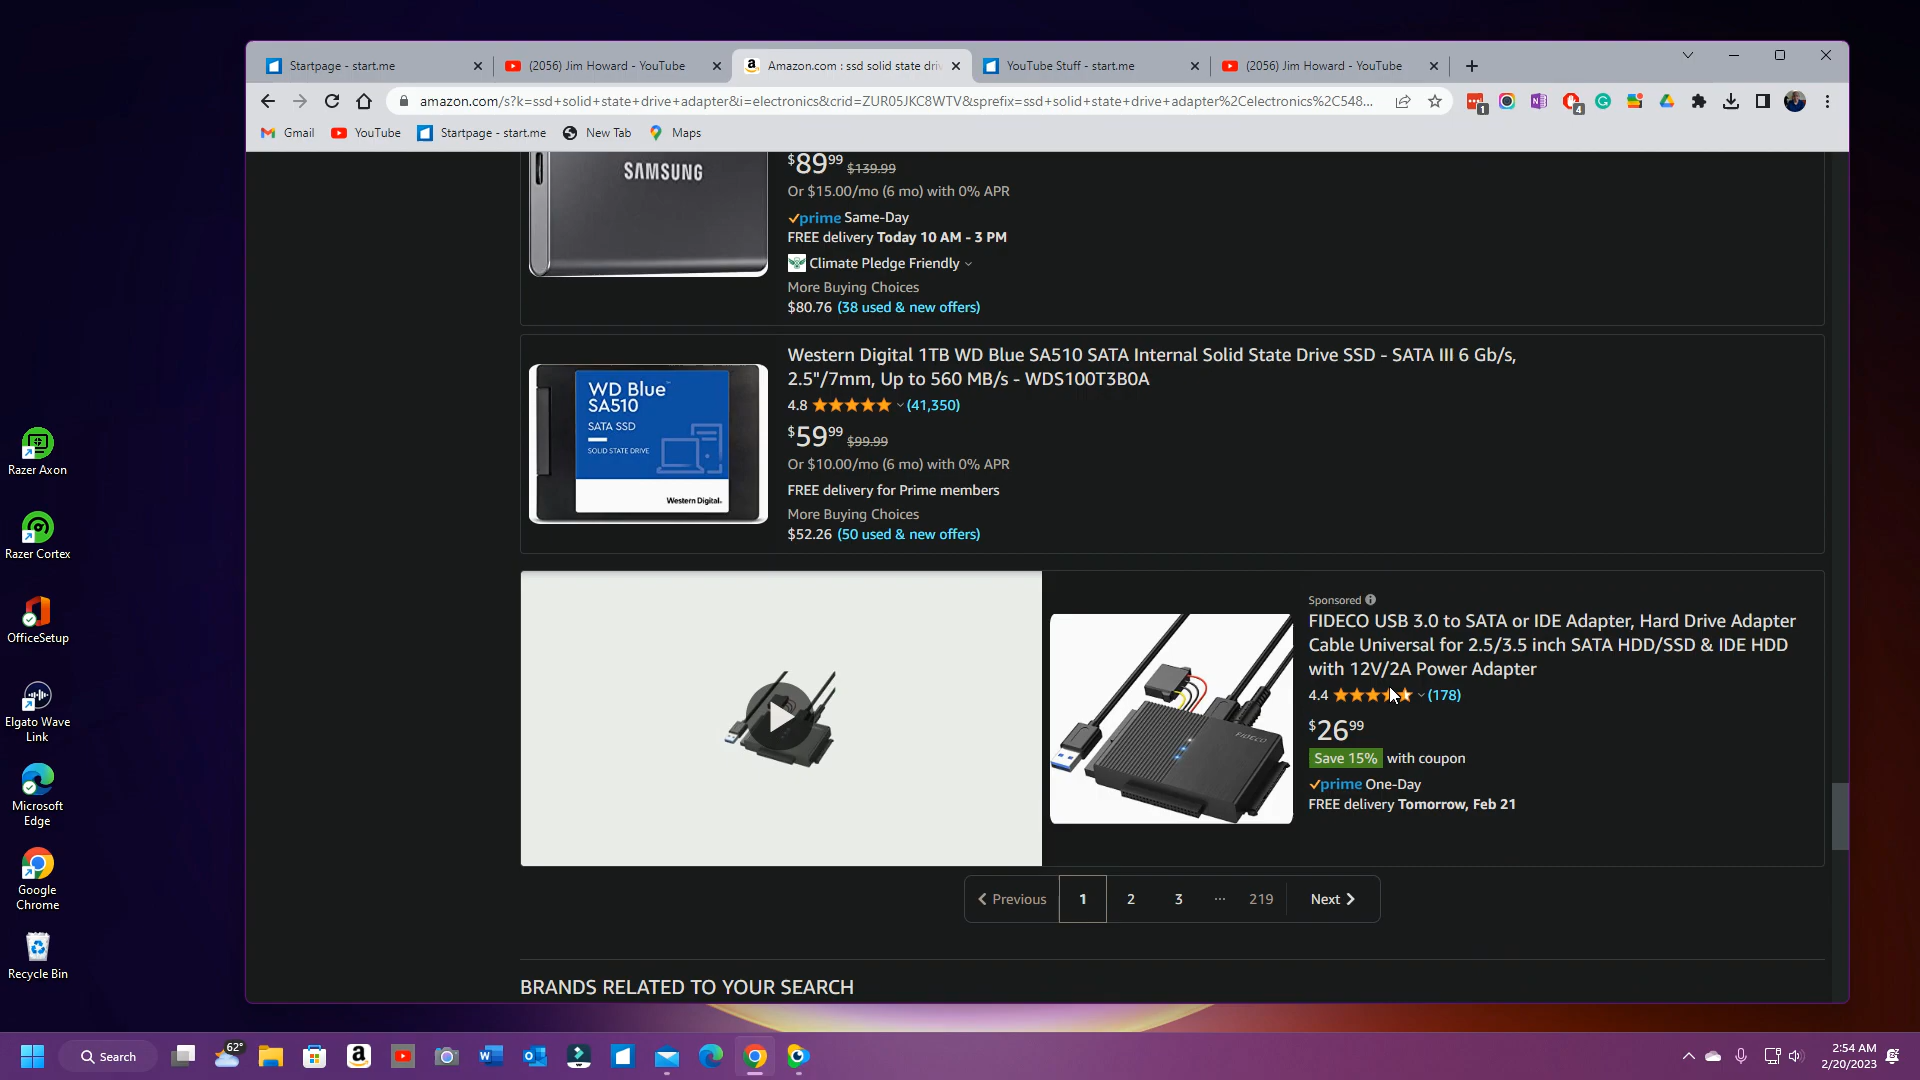 Startpage - start.me
(2056) Jim Howard - YouTube
Amazon.com : ssd solid state driv
YouTube Stuff - start.me
(2056) Jim Howard - YouTube
amazon.com/s?k=ssd+solid+state+drive+adapter&i=electronics&crid=ZUR05JKC8WTV&sprefix=ssd+solid+state+drive+adapter%2Celectronics%2C548...
1
4
Gmail
YouTube
Startpage - start.me
New Tab
Maps
SAMSUNG
$89.99 $139.99
Or $15.00/mo (6 mo) with 0% APR
prime Same-Day
FREE delivery Today 10 AM - 3 PM
Climate Pledge Friendly
More Buying Choices
$80.76 (38 used & new offers)
WD Blue™
SA510
SATA SSD
SOLID STATE DRIVE
Western Digital.
Western Digital 1TB WD Blue SA510 SATA Internal Solid State Drive SSD - SATA III 6 Gb/s,
2.5"/7mm, Up to 560 MB/s - WDS100T3B0A
4.8 (41,350)
$59.99 $99.99
Or $10.00/mo (6 mo) with 0% APR
FREE delivery for Prime members
More Buying Choices
$52.26 (50 used & new offers)
FIDECO
Sponsored
FIDECO USB 3.0 to SATA or IDE Adapter, Hard Drive Adapter
Cable Universal for 2.5/3.5 inch SATA HDD/SSD & IDE HDD
with 12V/2A Power Adapter
4.4 (178)
$26.99
Save 15% with coupon
prime One-Day
FREE delivery Tomorrow, Feb 21
Previous 1 2 3 ... 219 Next
BRANDS RELATED TO YOUR SEARCH
Razer Axon
Razer Cortex
OfficeSetup
Elgato Wave
Link
Microsoft
Edge
Google
Chrome
Recycle Bin
Search
62°
2:54 AM
2/20/2023